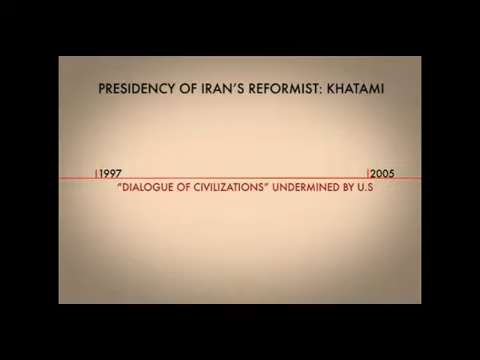 PRESIDENCY OF IRAN'S REFORMIST: KHATAMI
1997 2005
"DIALOGUE OF CIVILIZATIONS" UNDERMINED BY U.S